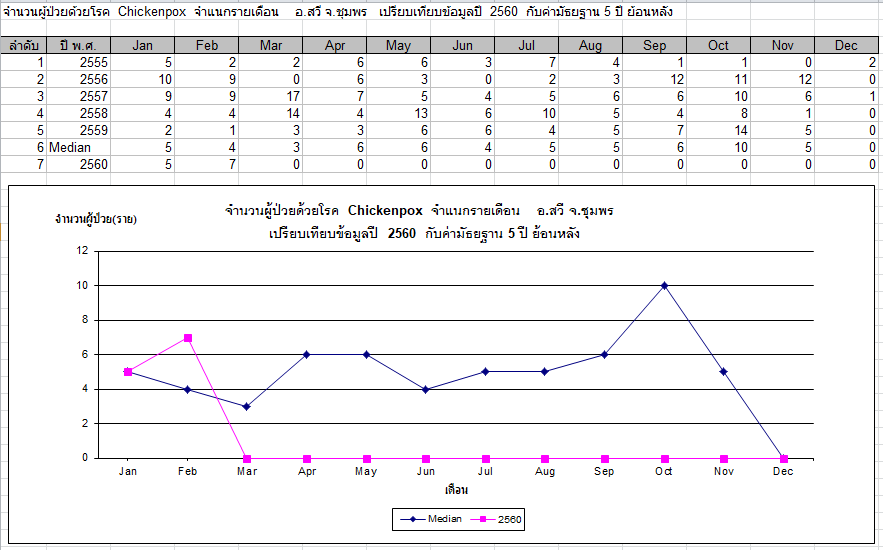 จำนวนผู้ป่วยด้วยโรค Chickenpox จำแนกรายเดือน อ.สวี จ.ชุมพร เปรียบเทียบข้อมูลปี 2560 กับค่ามัธยฐาน 5 ปี ย้อนหลัง
ลำดับ ปี พ.ศ. Jan Feb Mar Apr May Jun Jul Aug Sep Oct Nov Dec
1 2555 5 2 2 6 6 3 7 4 1 1 0 2
2 2556 10 9 0 6 3 0 2 3 12 11 12 0
3 2557 9 9 17 7 5 4 5 6 6 10 6 1
4 2558 4 4 14 4 13 6 10 5 4 8 1 0
5 2559 2 1 3 3 6 6 4 5 7 14 5 0
6 Median 5 4 3 6 6 4 5 5 6 10 5 0
7 2560 5 7 0 0 0 0 0 0 0 0 0 0
จำนวนผู้ป่วยด้วยโรค Chickenpox จำแนกรายเดือน อ.สวี จ.ชุมพร
เปรียบเทียบข้อมูลปี 2560 กับค่ามัธยฐาน 5 ปี ย้อนหลัง
จำนวนผู้ป่วย(ราย)
12
10
8
6
4
2
0
Jan Feb Mar Apr May Jun Jul Aug Sep Oct Nov Dec
เดือน
Median 2560